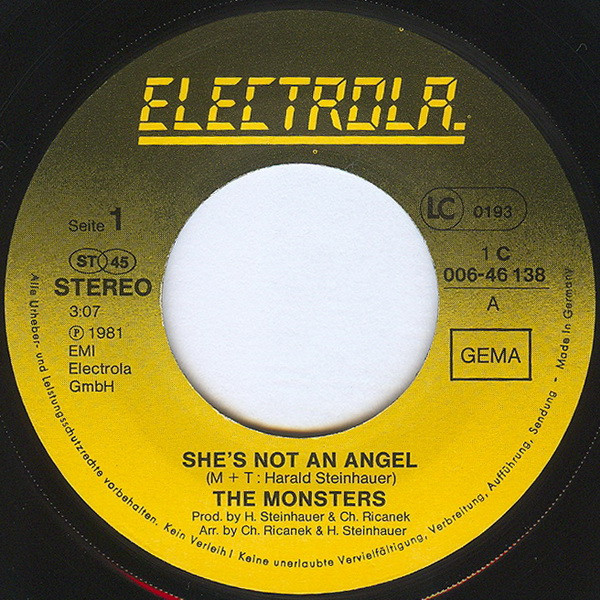 ELECTROLA.
Seite 1
LC 0193
ST 45
STEREO
3:07
℗ 1981
EMI
Electrola
GmbH
1 C
006-46 138
A
GEMA
SHE'S NOT AN ANGEL
(M + T : Harald Steinhauer)
THE MONSTERS
Prod. by H. Steinhauer & Ch. Ricanek
Arr. by Ch. Ricanek & H. Steinhauer
Alle Urheber- und Leistungsschutzrechte vorbehalten. Kein Verleih! Keine unerlaubte Vervielfältigung, Verbreitung, Aufführung, Sendung - Made In Germany